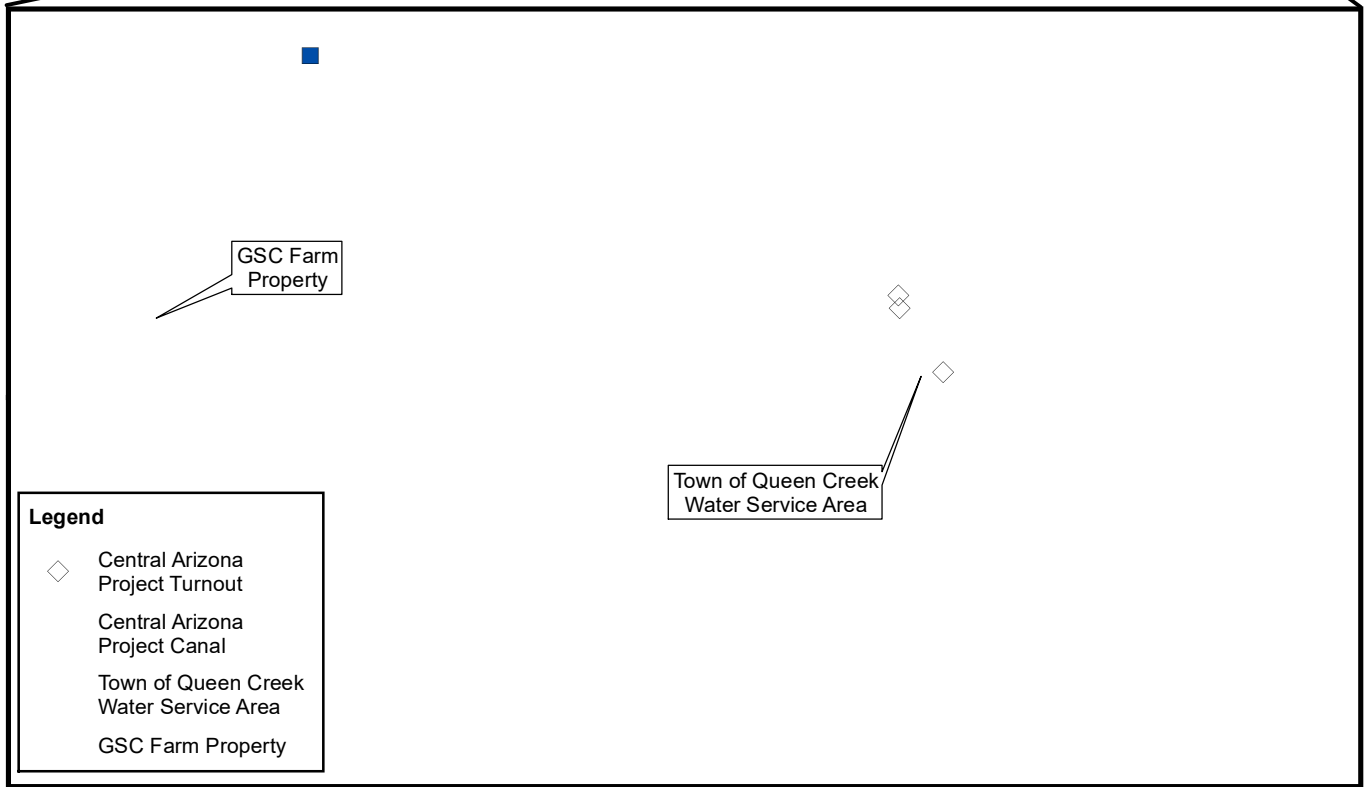 GSC Farm
Property
Town of Queen Creek
Water Service Area
Legend
Central Arizona
Project Turnout
Central Arizona
Project Canal
Town of Queen Creek
Water Service Area
GSC Farm Property